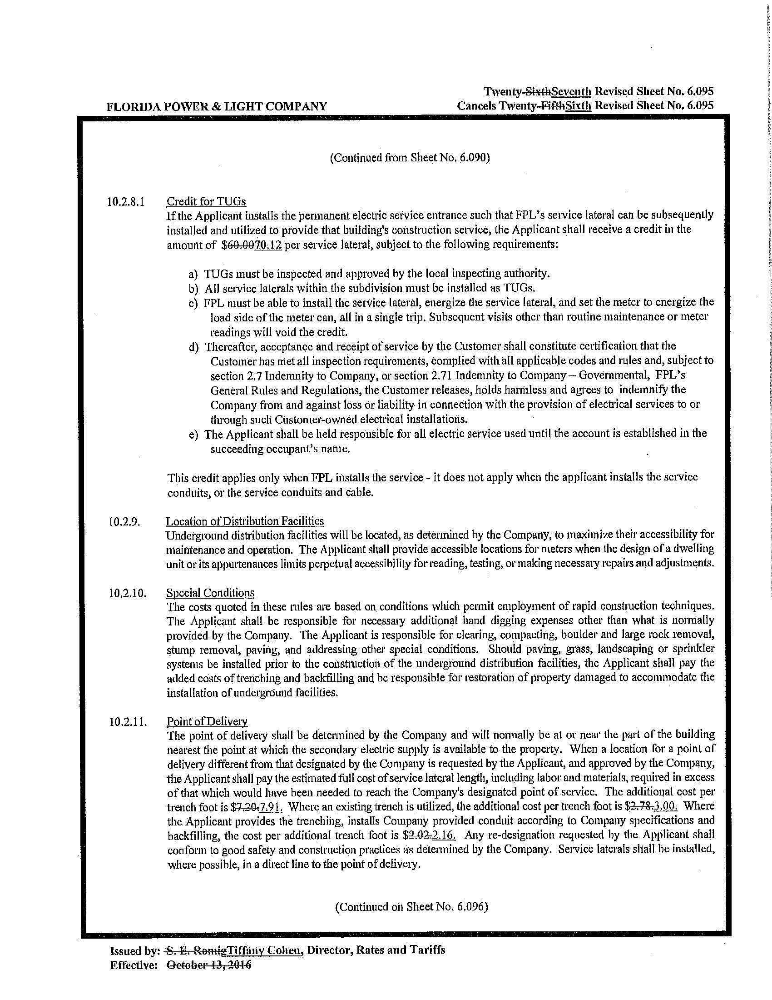 Twenty-SixthSeventh Revised Sheet No. 6.095
FLORIDA POWER & LIGHT COMPANY
Cancels Twenty-FifthSixth Revised Sheet No. 6.095
(Continued from Sheet No. 6.090)
10.2.8.1 Credit for TUGs
If the Applicant installs the permanent electric service entrance such that FPL's service lateral can be subsequently
installed and utilized to provide that building's construction service, the Applicant shall receive a credit in the
amount of $60.0070.12 per service lateral, subject to the following requirements:
a) TUGs must be inspected and approved by the local inspecting authority.
b) All service laterals within the subdivision must be installed as TUGs.
c) FPL must be able to install the service lateral, energize the service lateral, and set the meter to energize the
load side of the meter can, all in a single trip. Subsequent visits other than routine maintenance or meter
readings will void the credit.
d) Thereafter, acceptance and receipt of service by the Customer shall constitute certification that the
Customer has met all inspection requirements, complied with all applicable codes and rules and, subject to
section 2.7 Indemnity to Company, or section 2.71 Indemnity to Company – Governmental, FPL's
General Rules and Regulations, the Customer releases, holds harmless and agrees to indemnify the
Company from and against loss or liability in connection with the provision of electrical services to or
through such Customer-owned electrical installations.
e) The Applicant shall be held responsible for all electric service used until the account is established in the
succeeding occupant's name.
This credit applies only when FPL installs the service - it does not apply when the applicant installs the service
conduits, or the service conduits and cable.
10.2.9. Location of Distribution Facilities
Underground distribution facilities will be located, as determined by the Company, to maximize their accessibility for
maintenance and operation. The Applicant shall provide accessible locations for meters when the design of a dwelling
unit or its appurtenances limits perpetual accessibility for reading, testing, or making necessary repairs and adjustments.
10.2.10. Special Conditions
The costs quoted in these rules are based on conditions which permit employment of rapid construction techniques.
The Applicant shall be responsible for necessary additional hand digging expenses other than what is normally
provided by the Company. The Applicant is responsible for clearing, compacting, boulder and large rock removal,
stump removal, paving, and addressing other special conditions. Should paving, grass, landscaping or sprinkler
systems be installed prior to the construction of the underground distribution facilities, the Applicant shall pay the
added costs of trenching and backfilling and be responsible for restoration of property damaged to accommodate the
installation of underground facilities.
10.2.11. Point of Delivery
The point of delivery shall be determined by the Company and will normally be at or near the part of the building
nearest the point at which the secondary electric supply is available to the property. When a location for a point of
delivery different from that designated by the Company is requested by the Applicant, and approved by the Company,
the Applicant shall pay the estimated full cost of service lateral length, including labor and materials, required in excess
of that which would have been needed to reach the Company's designated point of service. The additional cost per
trench foot is $7.20.7.91. Where an existing trench is utilized, the additional cost per trench foot is $2.78.3.00. Where
the Applicant provides the trenching, installs Company provided conduit according to Company specifications and
backfilling, the cost per additional trench foot is $2.02.2.16. Any re-designation requested by the Applicant shall
conform to good safety and construction practices as determined by the Company. Service laterals shall be installed,
where possible, in a direct line to the point of delivery.
(Continued on Sheet No. 6.096)
Issued by: S. E. RomigTiffany Cohen, Director, Rates and Tariffs
Effective: October 13, 2016